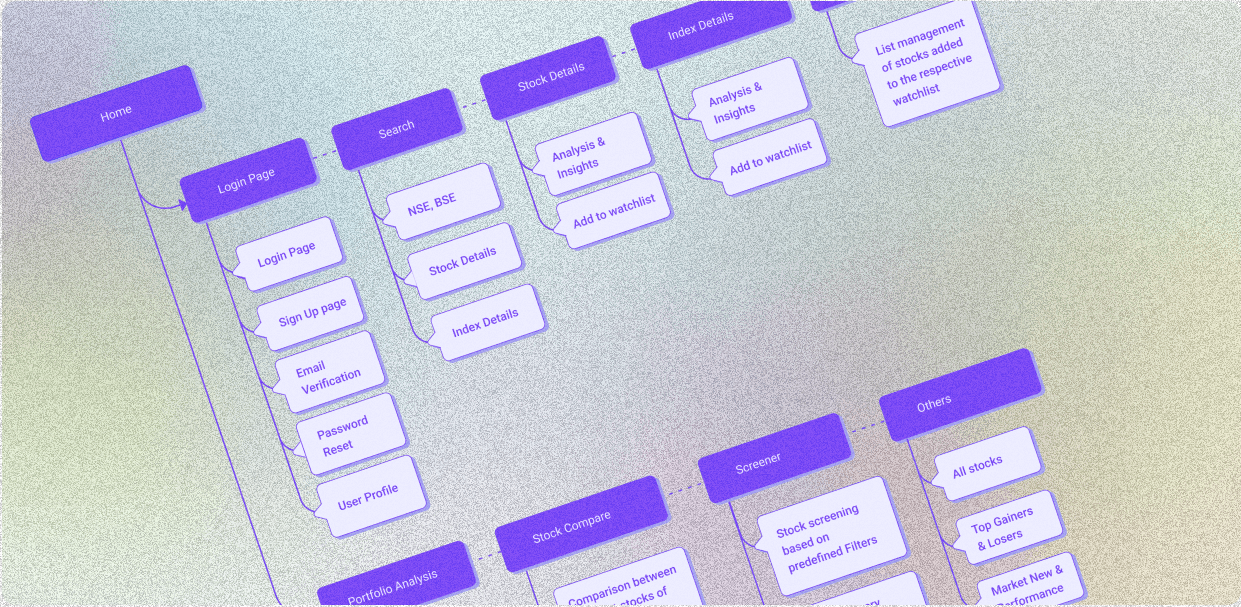 Home
Login Page
Login Page
Sign Up page
Email
Verification
Password
Reset
User Profile
Search
NSE, BSE
Stock Details
Index Details
Stock Details
Analysis &
Insights
Add to watchlist
Index Details
Analysis &
Insights
Add to watchlist
List management
of stocks added
to the respective
watchlist
Portfolio Analysis
Stock Compare
Comparison between
stocks of
Screener
Stock screening
based on
predefined Filters
Others
All stocks
Top Gainers
& Losers
Market New &
Performance